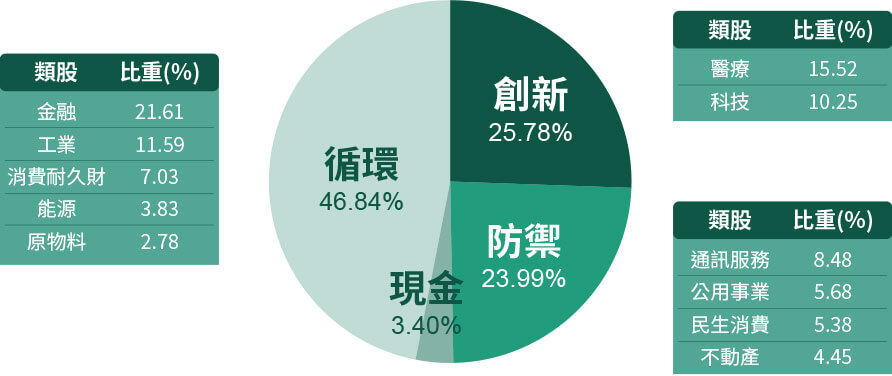 類股 比重(%)
金融 21.61
工業 11.59
消費耐久財 7.03
能源 3.83
原物料 2.78
循環
46.84%
創新
25.78%
防禦
23.99%
現金
3.40%
類股 比重(%)
醫療 15.52
科技 10.25
類股 比重(%)
通訊服務 8.48
公用事業 5.68
民生消費 5.38
不動產 4.45